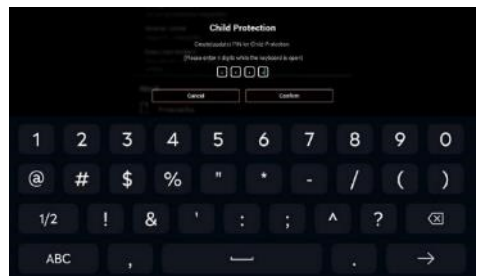 Child Protection
Create(update) PIN for Child Protection
(Please enter 4 digits while the keyboard is open)
Cancel Confirm
1 2 3 4 5 6 7 8 9 0
@ # $ % " * - / ( )
1/2 ! & ' : ; ^ ? ⌫
ABC , ⎵ . →